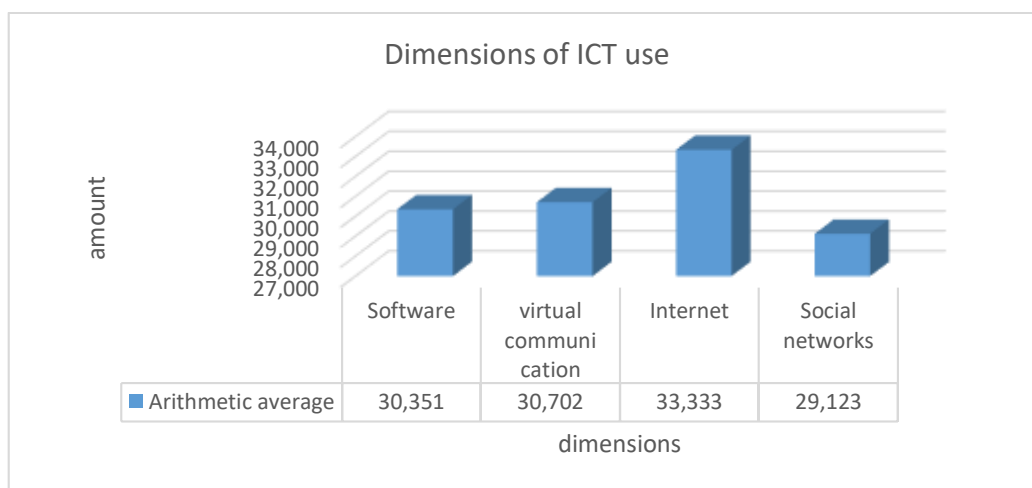 Dimensions of ICT use
amount
34,000
33,000
32,000
31,000
30,000
29,000
28,000
27,000
Software
virtual
communi
cation
Internet
Social
networks
Arithmetic average 30,351 30,702 33,333 29,123
dimensions